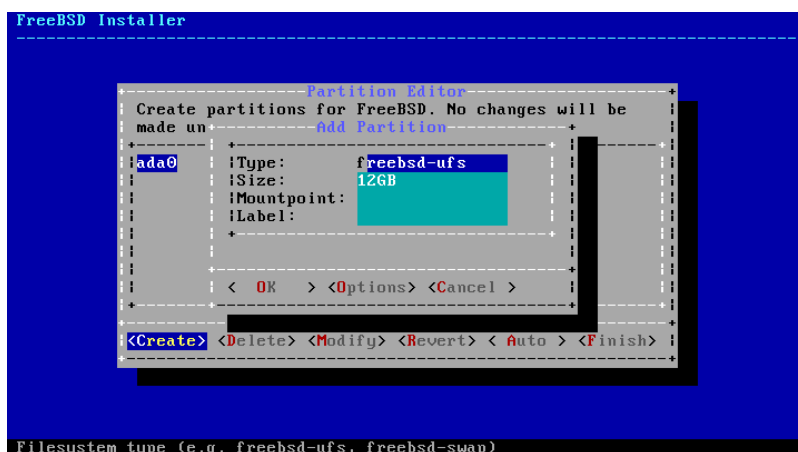 FreeBSD Installer
Partition Editor
Create partitions for FreeBSD. No changes will be
made un
Add Partition
ada0
Type: freebsd-ufs
Size: 12GB
Mountpoint:
Label:
< OK > <Options> <Cancel >
<Create> <Delete> <Modify> <Revert> < Auto > <Finish>
Filesystem type (e.g. freebsd-ufs, freebsd-swap)